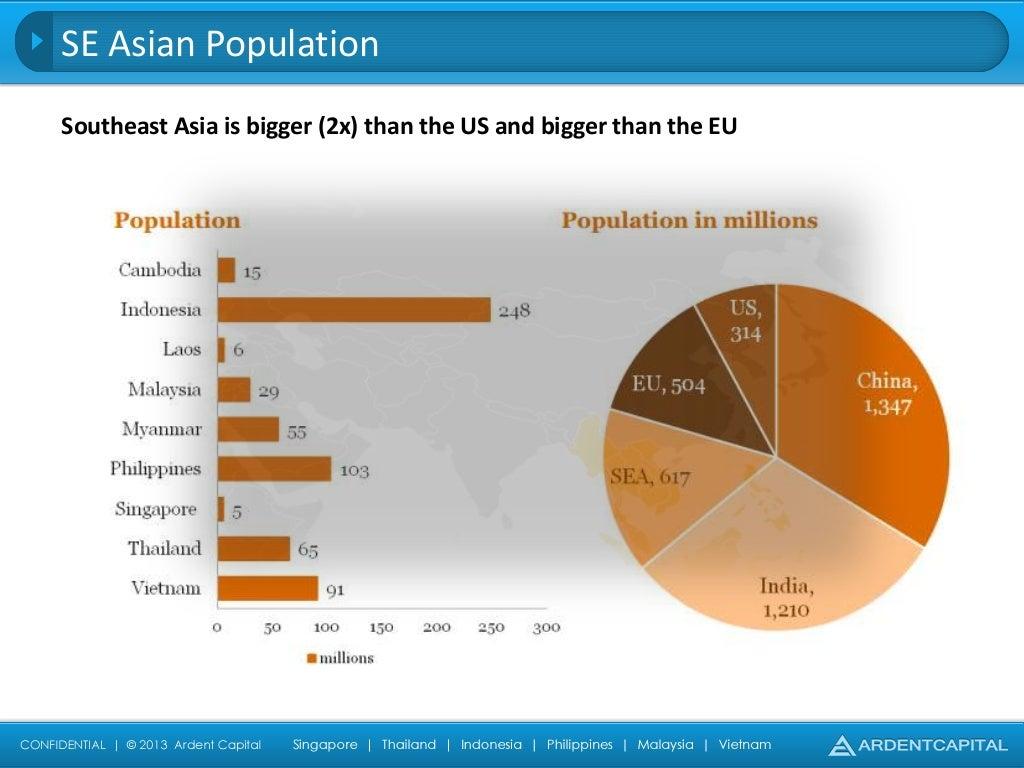 SE Asian Population
Southeast Asia is bigger (2x) than the US and bigger than the EU
Population
Cambodia 15
Indonesia 248
Laos 6
Malaysia 29
Myanmar 55
Philippines 103
Singapore 5
Thailand 65
Vietnam 91
0 50 100 150 200 250 300
millions
Population in millions
US,
314
China,
1,347
EU, 504
SEA, 617
India,
1,210
CONFIDENTIAL | © 2013 Ardent Capital Singapore | Thailand | Indonesia | Philippines | Malaysia | Vietnam ARDENTCAPITAL